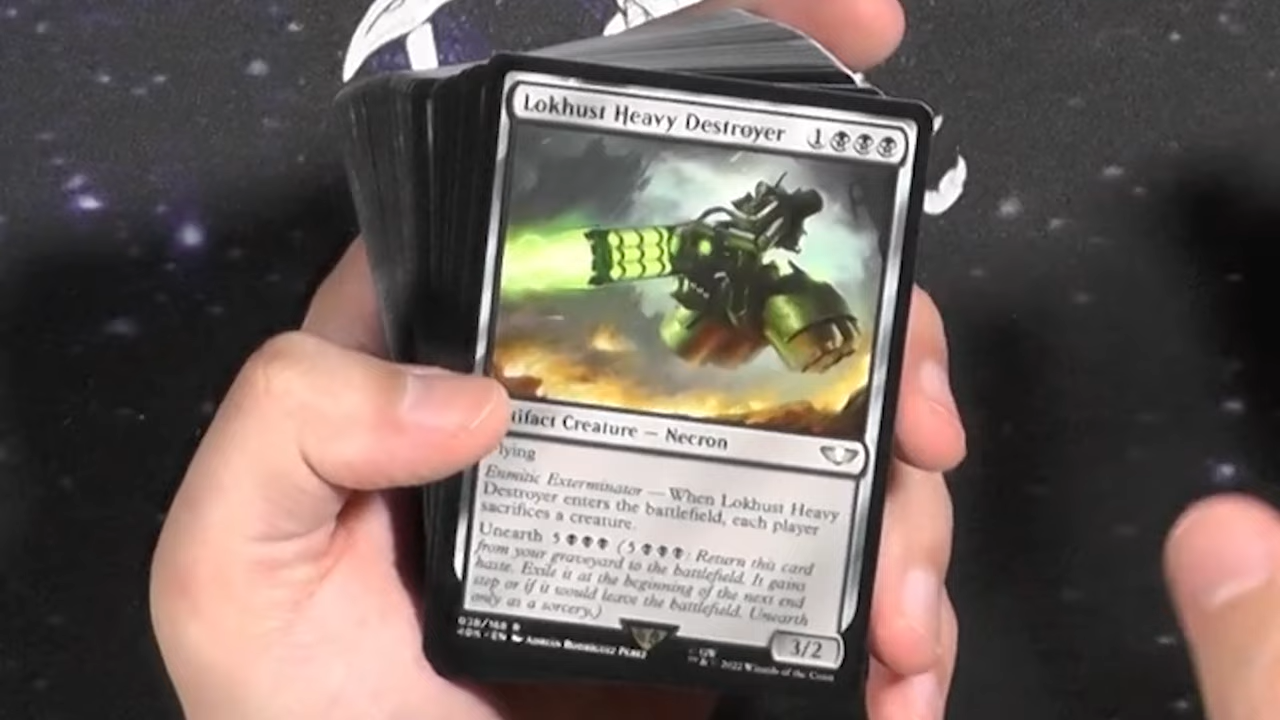 Lokhust Heavy Destroyer 1
tifact Creature — Necron
lying
Enmitic Exterminator — When Lokhust Heavy
Destroyer enters the battlefield, each player
sacrifices a creature.
Unearth 5 (5 : Return this card
from your graveyard to the battlefield. It gains
haste. Exile it at the beginning of the next end
step or if it would leave the battlefield. Unearth
only as a sorcery.)
3/2
038/168 R
40K · EN Adrián Rodríguez Pérez
2022 Wizards of the Coast